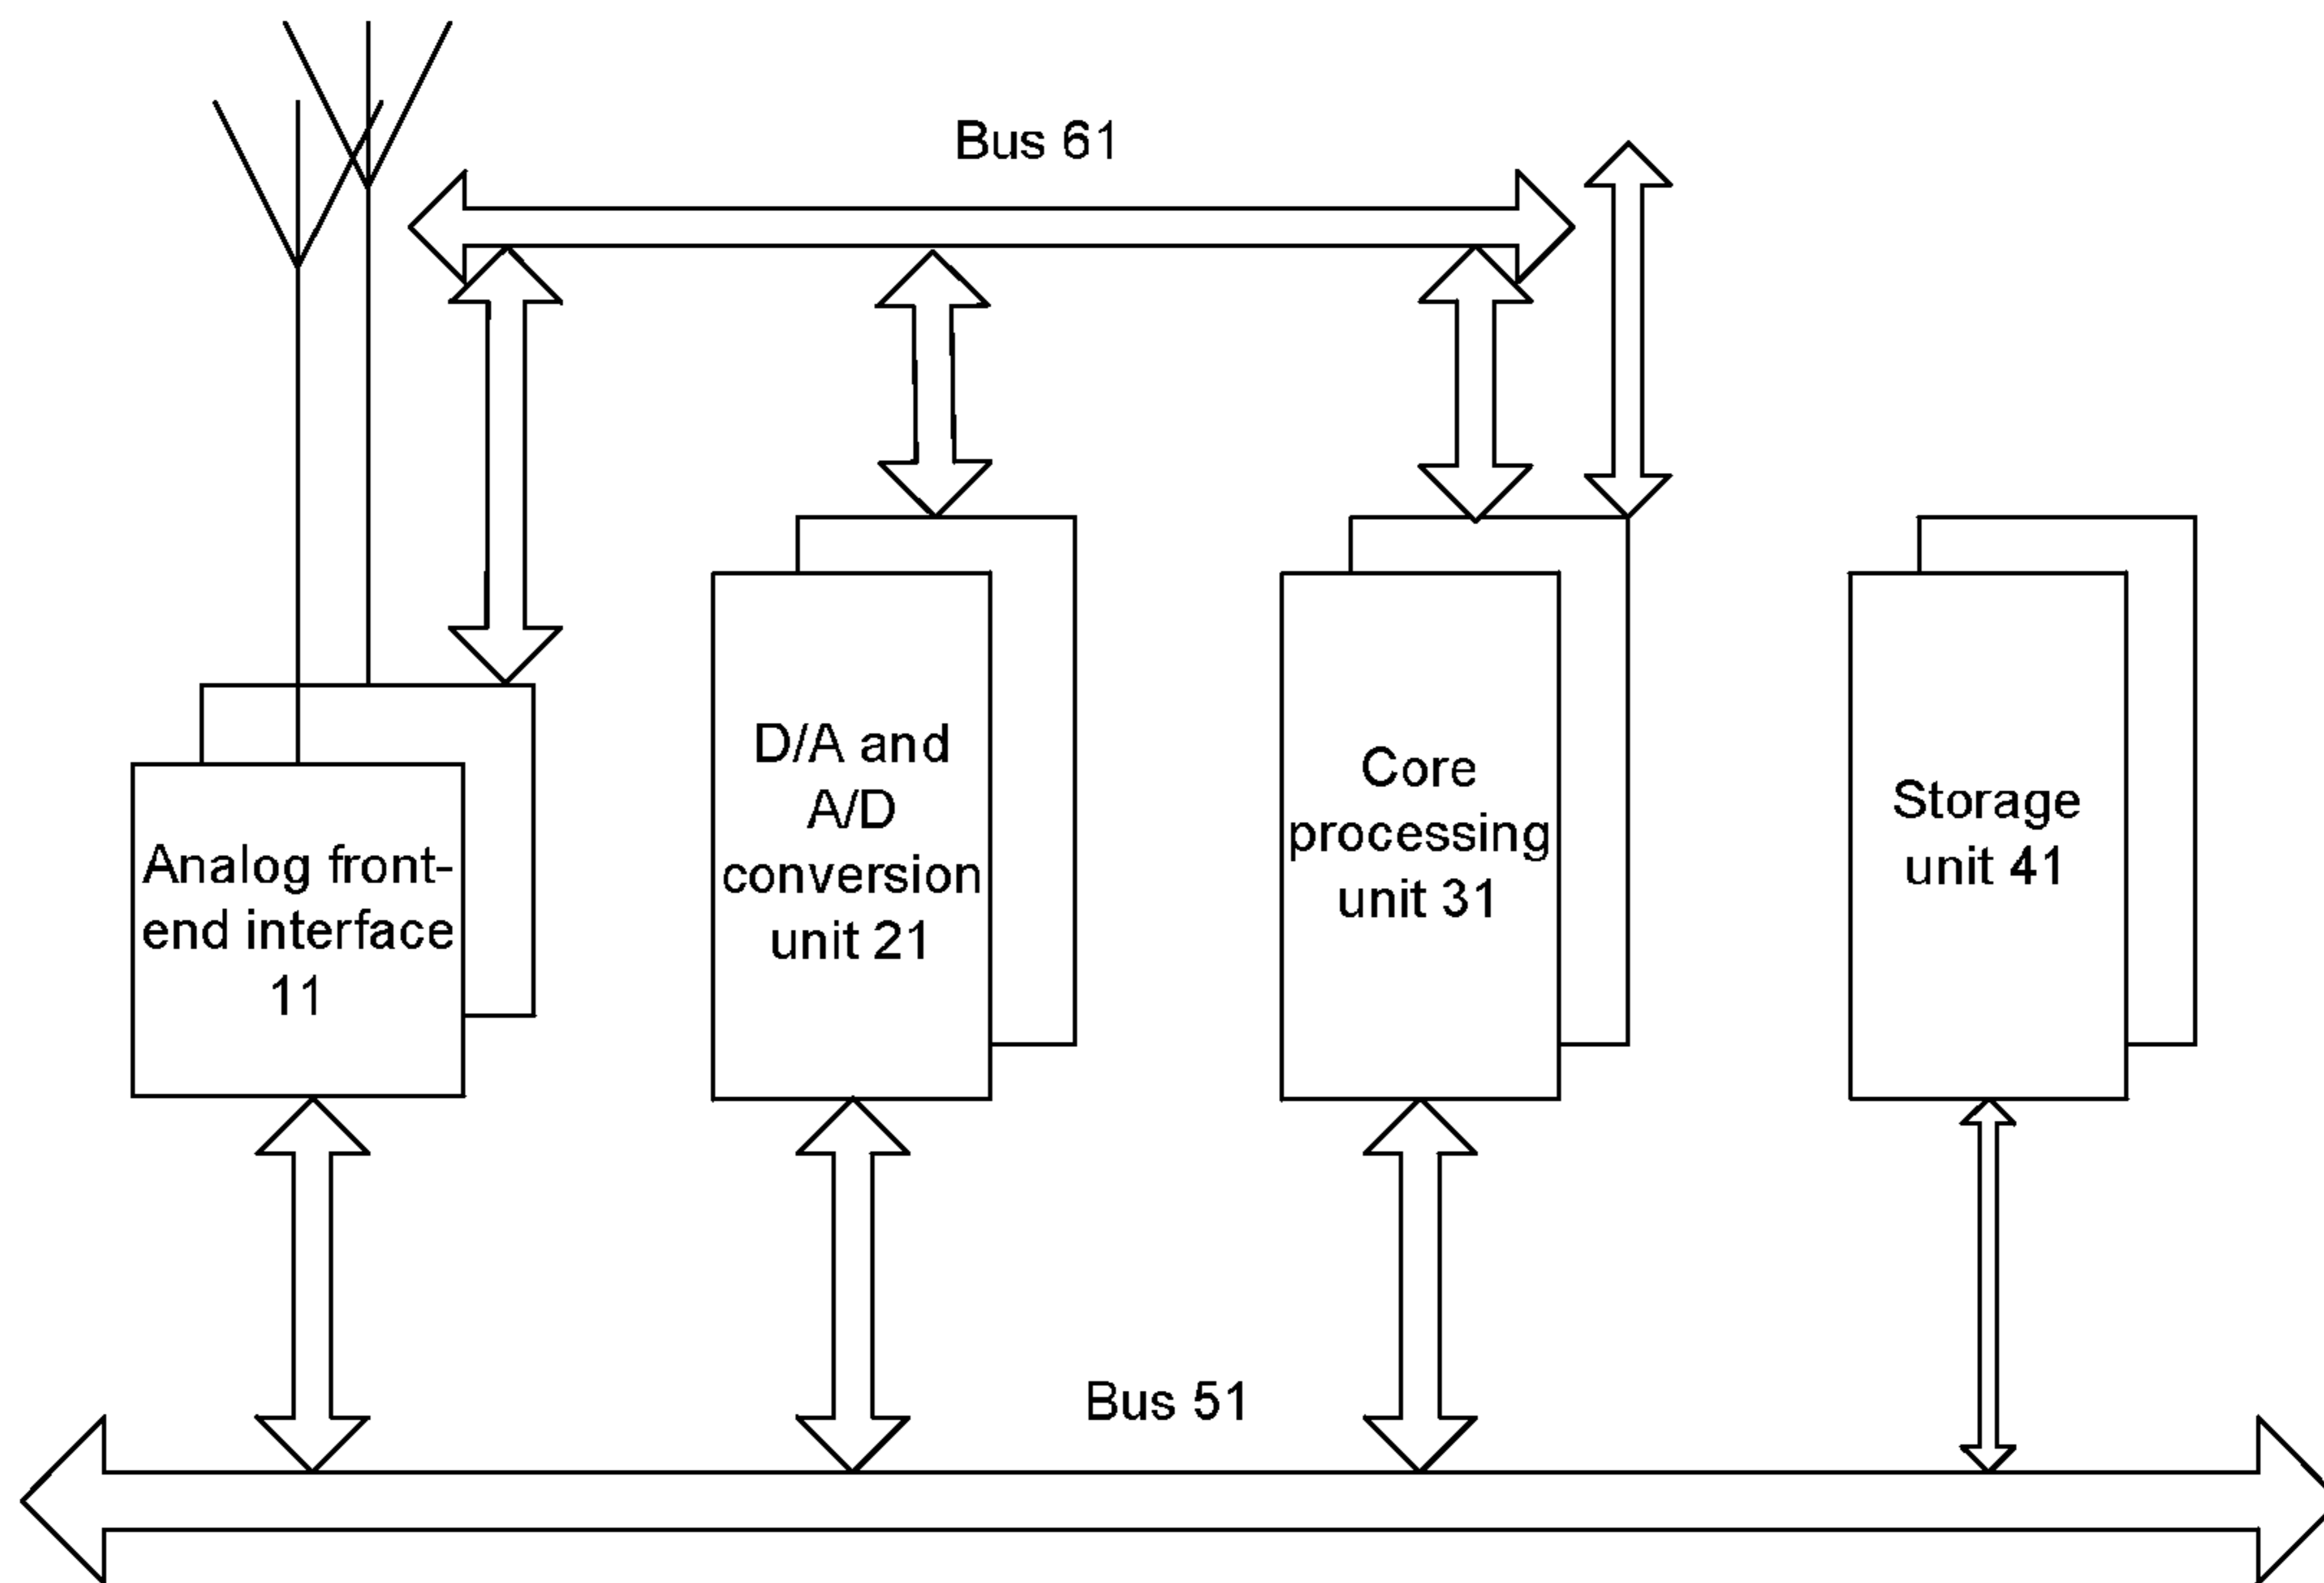 Bus 61
D/A and
A/D
conversion
unit 21
Core
processing
unit 31
Storage
unit 41
Analog front-
end interface
11
Bus 51